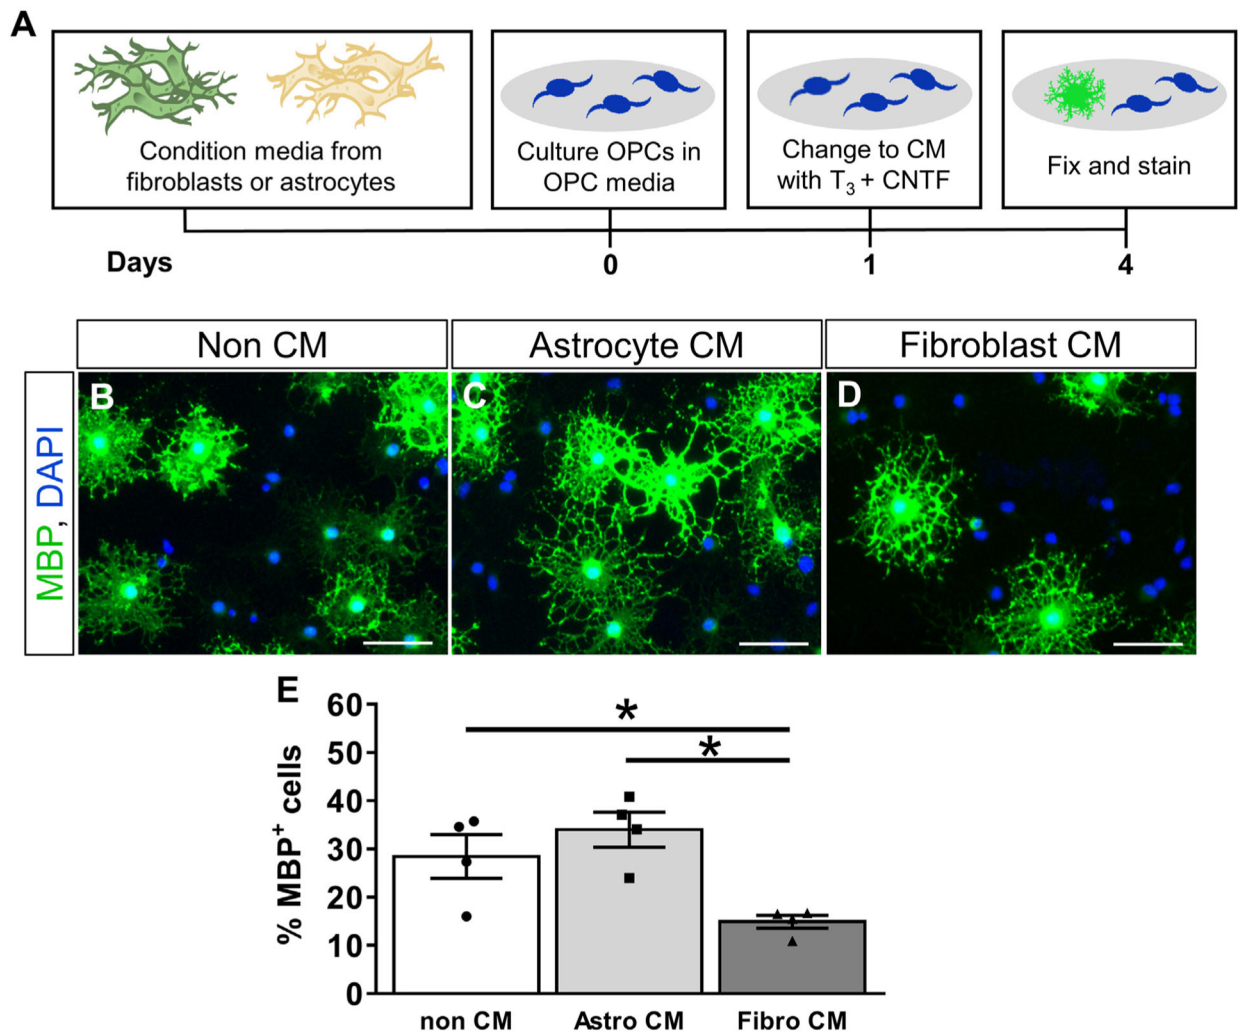 A
Condition media from
fibroblasts or astrocytes
Culture OPCs in
OPC media
Change to CM
with T3 + CNTF
Fix and stain
Days
0
1
4
Non CM
Astrocyte CM
Fibroblast CM
MBP, DAPI
B
C
D
E
% MBP+ cells
60
50
40
30
20
10
0
*
*
non CM
Astro CM
Fibro CM